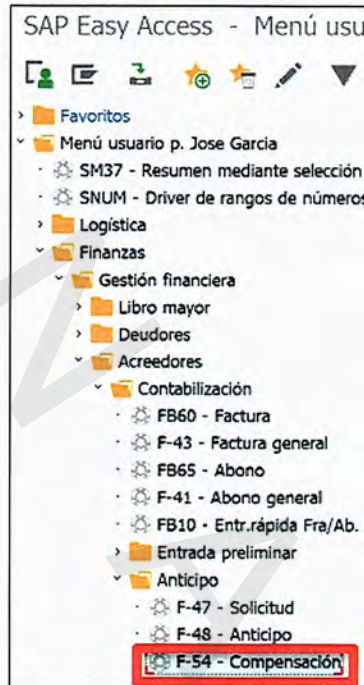 SAP Easy Access - Menú usu
Favoritos
Menú usuario p. Jose Garcia
SM37 - Resumen mediante selección
SNUM - Driver de rangos de números
Logística
Finanzas
Gestión financiera
Libro mayor
Deudores
Acreedores
Contabilización
FB60 - Factura
F-43 - Factura general
FB65 - Abono
F-41 - Abono general
FB10 - Entr.rápida Fra/Ab.
Entrada preliminar
Anticipo
F-47 - Solicitud
F-48 - Anticipo
F-54 - Compensación